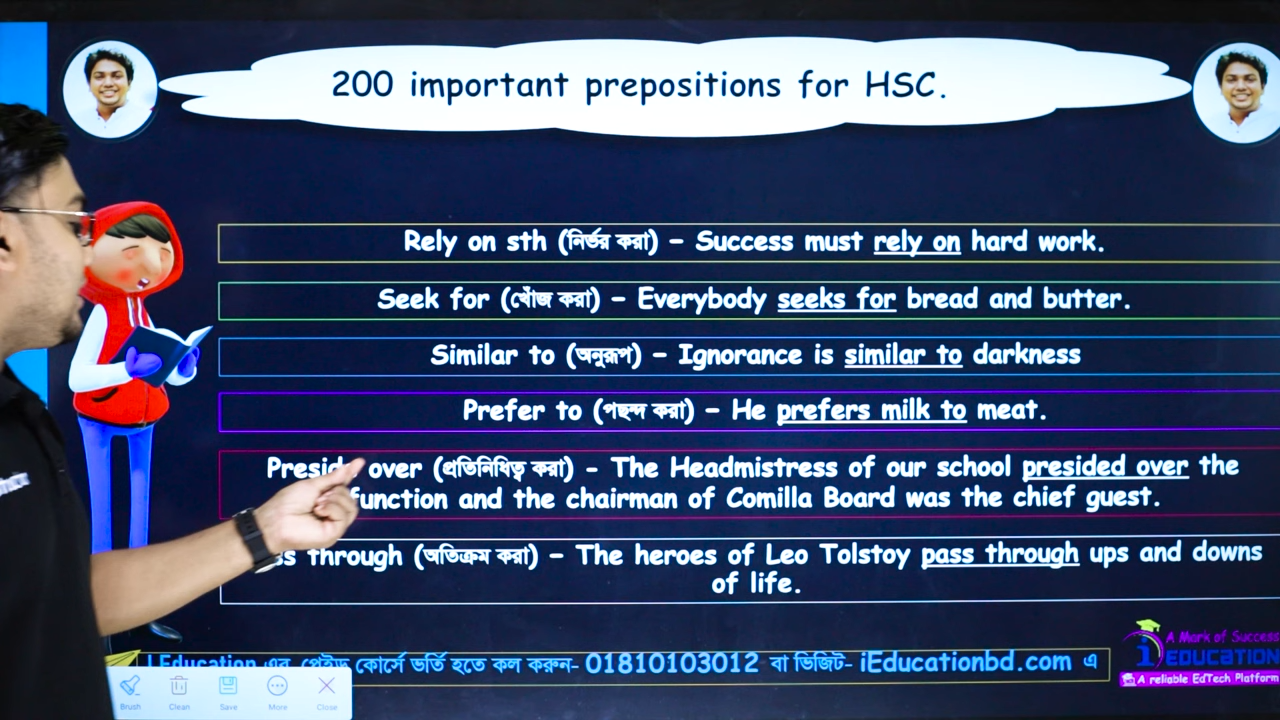 200 important prepositions for HSC.
Rely on sth (নির্ভর করা) – Success must rely on hard work.
Seek for (খোঁজ করা) – Everybody seeks for bread and butter.
Similar to (অনুরূপ) – Ignorance is similar to darkness
Prefer to (পছন্দ করা) – He prefers milk to meat.
over (প্রতিনিধিত্ব করা) - The Headmistress of our school presided over the
function and the chairman of Comilla Board was the chief guest.
through (অতিক্রম করা) – The heroes of Leo Tolstoy pass through ups and downs
of life.
I Education এর পেইড কোর্সে ভর্তি হতে কল করুন- 01810103012 বা ভিজিট- iEducationbd.com এ
A Mark of Success
iEDUCATION
A reliable EdTech Platform
Brush Clean Save More Close